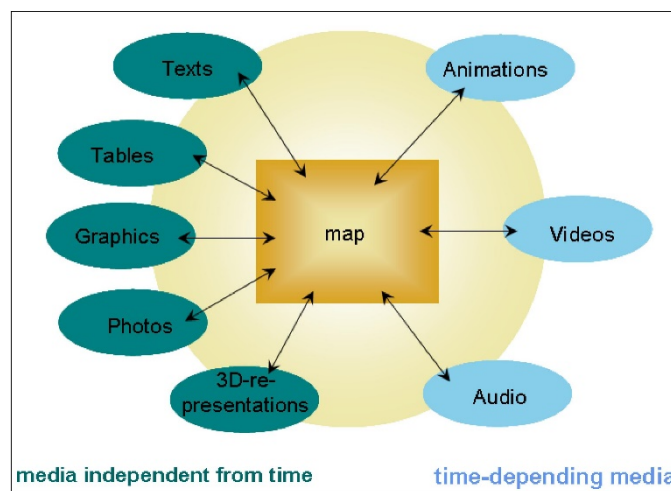 Texts
Animations
Tables
Graphics
map
Videos
Photos
3D-re-
presentations
Audio
media independent from time
time-depending media